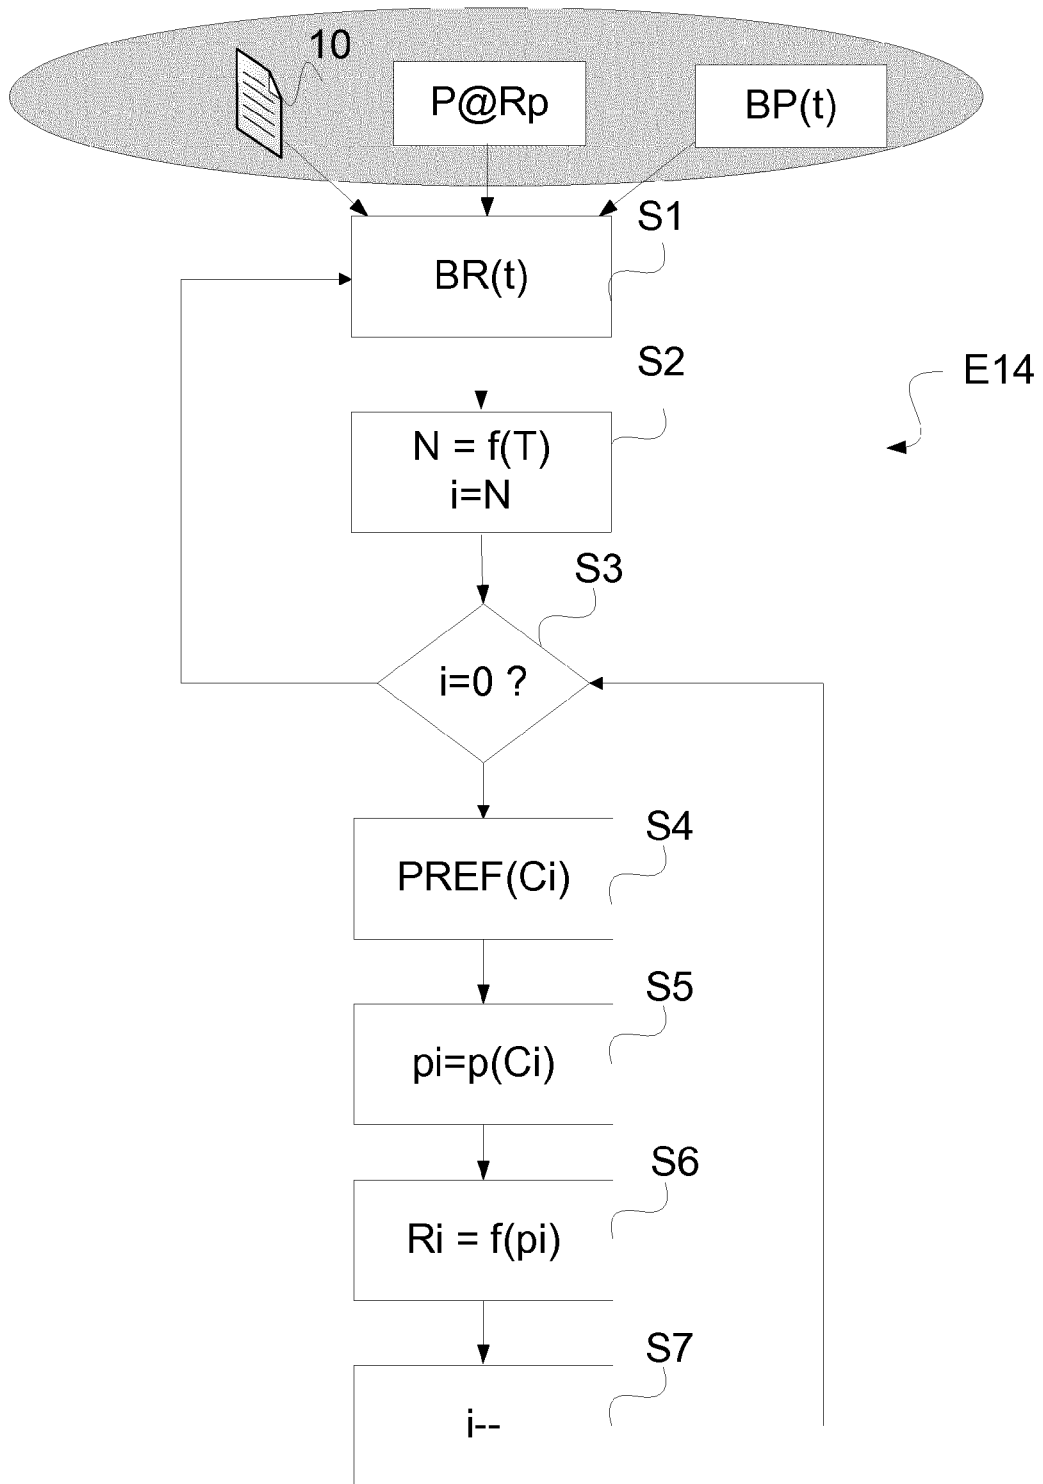 10
P@Rp
BP(t)
S1
BR(t)
S2
E14
N = f(T)
i=N
S3
i=0 ?
S4
PREF(Ci)
S5
pi=p(Ci)
S6
Ri = f(pi)
S7
i--